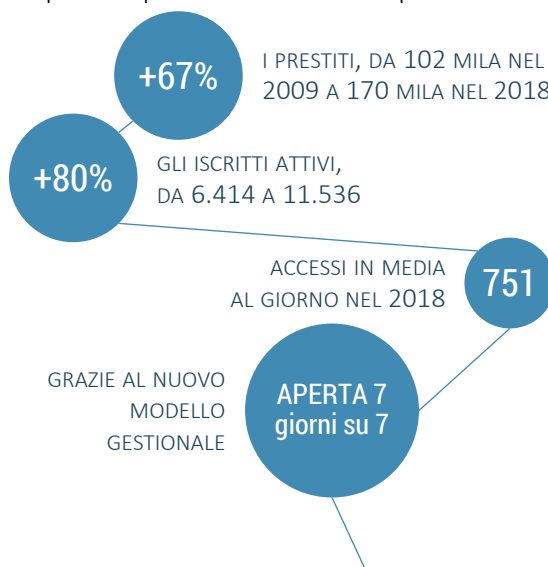 +67%
I PRESTITI, DA 102 MILA NEL
2009 A 170 MILA NEL 2018
+80%
GLI ISCRITTI ATTIVI,
DA 6.414 A 11.536
ACCESSI IN MEDIA
AL GIORNO NEL 2018
751
GRAZIE AL NUOVO
MODELLO
GESTIONALE
APERTA 7
giorni su 7